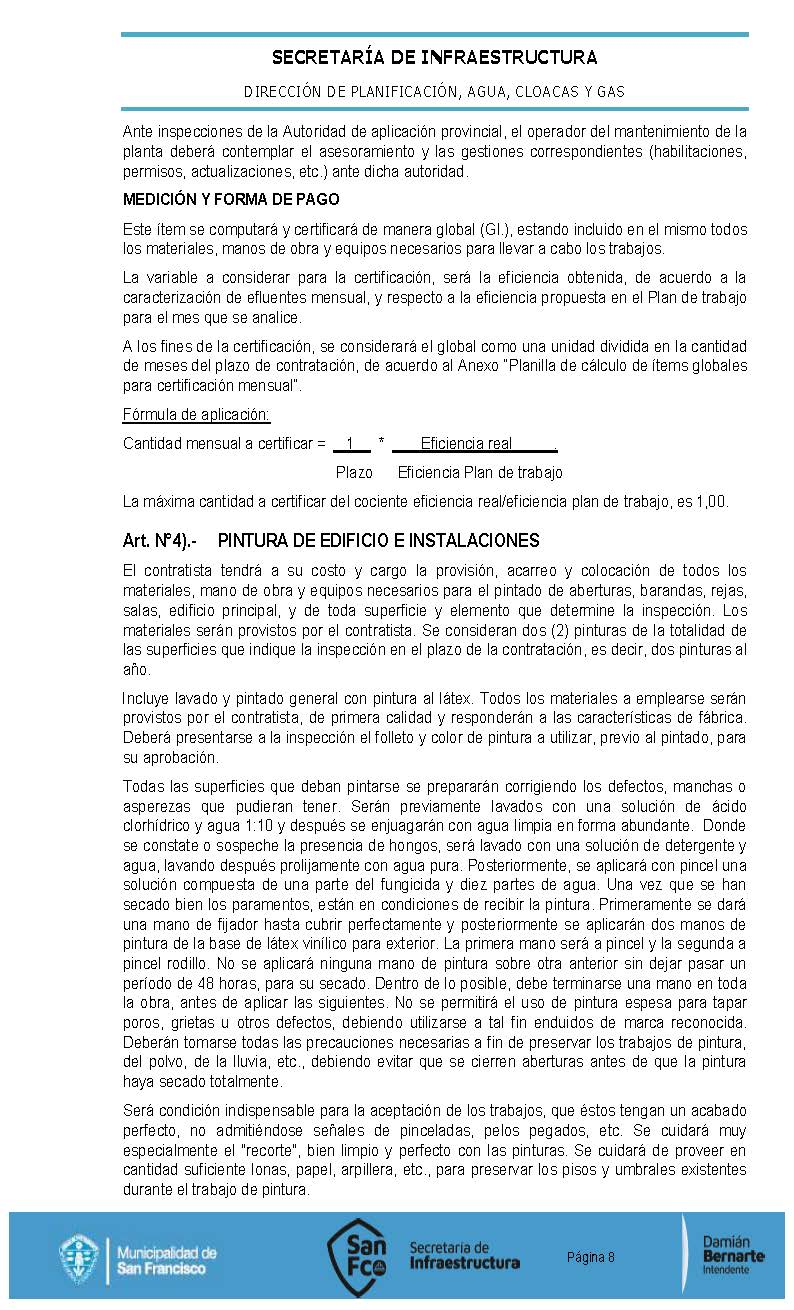 SECRETARÍA DE INFRAESTRUCTURA
DIRECCIÓN DE PLANIFICACIÓN, AGUA, CLOACAS Y GAS
Ante inspecciones de la Autoridad de aplicación provincial, el operador del mantenimiento de la
planta deberá contemplar el asesoramiento y las gestiones correspondientes (habilitaciones,
permisos, actualizaciones, etc.) ante dicha autoridad.
MEDICIÓN Y FORMA DE PAGO
Este ítem se computará y certificará de manera global (Gl.), estando incluido en el mismo todos
los materiales, manos de obra y equipos necesarios para llevar a cabo los trabajos.
La variable a considerar para la certificación, será la eficiencia obtenida, de acuerdo a la
caracterización de efluentes mensual, y respecto a la eficiencia propuesta en el Plan de trabajo
para el mes que se analice.
A los fines de la certificación, se considerará el global como una unidad dividida en la cantidad
de meses del plazo de contratación, de acuerdo al Anexo "Planilla de cálculo de ítems globales
para certificación mensual".
Fórmula de aplicación:
Cantidad mensual a certificar = 1 * Eficiencia real .
Plazo Eficiencia Plan de trabajo
La máxima cantidad a certificar del cociente eficiencia real/eficiencia plan de trabajo, es 1,00.
Art. N°4).- PINTURA DE EDIFICIO E INSTALACIONES
El contratista tendrá a su costo y cargo la provisión, acarreo y colocación de todos los
materiales, mano de obra y equipos necesarios para el pintado de aberturas, barandas, rejas,
salas, edificio principal, y de toda superficie y elemento que determine la inspección. Los
materiales serán provistos por el contratista. Se consideran dos (2) pinturas de la totalidad de
las superficies que indique la inspección en el plazo de la contratación, es decir, dos pinturas al
año.
Incluye lavado y pintado general con pintura al látex. Todos los materiales a emplearse serán
provistos por el contratista, de primera calidad y responderán a las características de fábrica.
Deberá presentarse a la inspección el folleto y color de pintura a utilizar, previo al pintado, para
su aprobación.
Todas las superficies que deban pintarse se prepararán corrigiendo los defectos, manchas o
asperezas que pudieran tener. Serán previamente lavados con una solución de ácido
clorhídrico y agua 1:10 y después se enjuagarán con agua limpia en forma abundante. Donde
se constate o sospeche la presencia de hongos, será lavado con una solución de detergente y
agua, lavando después prolijamente con agua pura. Posteriormente, se aplicará con pincel una
solución compuesta de una parte del fungicida y diez partes de agua. Una vez que se han
secado bien los paramentos, están en condiciones de recibir la pintura. Primeramente se dará
una mano de fijador hasta cubrir perfectamente y posteriormente se aplicarán dos manos de
pintura de la base de látex vinílico para exterior. La primera mano será a pincel y la segunda a
pincel rodillo. No se aplicará ninguna mano de pintura sobre otra anterior sin dejar pasar un
período de 48 horas, para su secado. Dentro de lo posible, debe terminarse una mano en toda
la obra, antes de aplicar las siguientes. No se permitirá el uso de pintura espesa para tapar
poros, grietas u otros defectos, debiendo utilizarse a tal fin enduidos de marca reconocida.
Deberán tomarse todas las precauciones necesarias a fin de preservar los trabajos de pintura,
del polvo, de la lluvia, etc., debiendo evitar que se cierren aberturas antes de que la pintura
haya secado totalmente.
Será condición indispensable para la aceptación de los trabajos, que éstos tengan un acabado
perfecto, no admitiéndose señales de pinceladas, pelos pegados, etc. Se cuidará muy
especialmente el "recorte", bien limpio y perfecto con las pinturas. Se cuidará de proveer en
cantidad suficiente lonas, papel, arpillera, etc., para preservar los pisos y umbrales existentes
durante el trabajo de pintura.
Municipalidad de
San Francisco
San
Fco
Secretaría de
Infraestructura
Página 8
Damián
Bernarte
Intendente